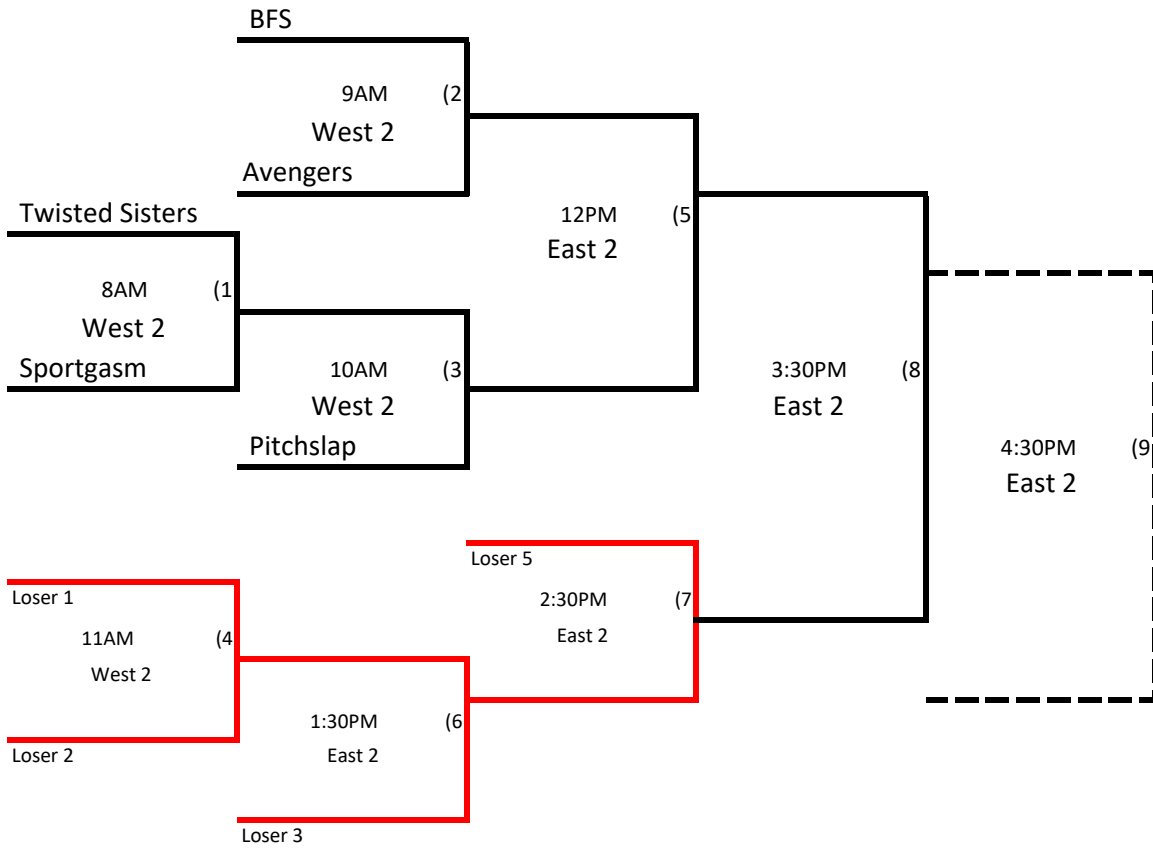 BFS
9AM (2
West 2
Avengers
Twisted Sisters
12PM (5
East 2
8AM (1
West 2
Sportgasm
10AM (3
West 2
3:30PM (8
East 2
Pitchslap
4:30PM (9
East 2
Loser 5
Loser 1
2:30PM (7
East 2
11AM (4
West 2
1:30PM (6
East 2
Loser 2
Loser 3